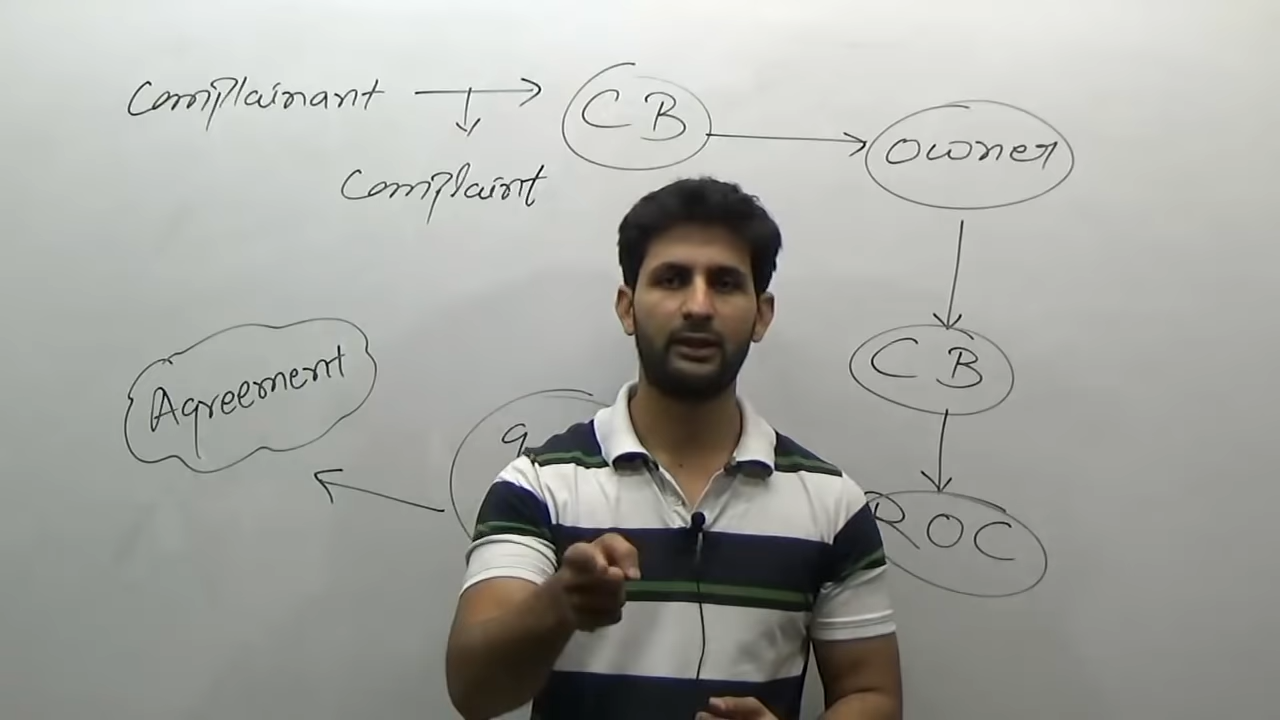 Complainant
CB
Owner
Complaint
CB
Agreement
ROC